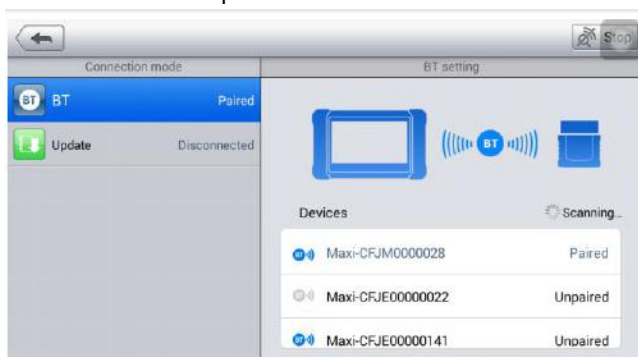 Stop
Connection mode
BT setting
BT BT Paired
Update Disconnected
BT
Devices Scanning...
Maxi-CFJM0000028 Paired
Maxi-CFJE00000022 Unpaired
Maxi-CFJE00000141 Unpaired